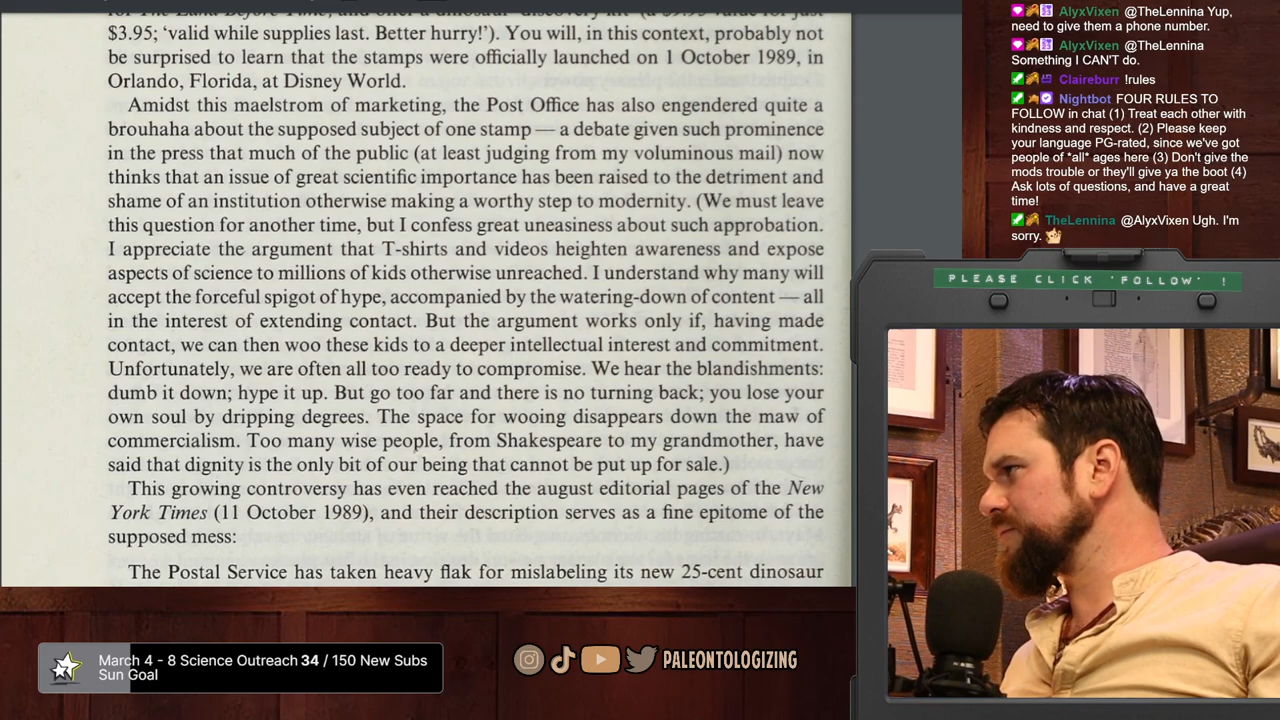 for The Land Before Time, and
$3.95; ‘valid while supplies last. Better hurry!’). You will, in this context, probably not
be surprised to learn that the stamps were officially launched on 1 October 1989, in
Orlando, Florida, at Disney World.
Amidst this maelstrom of marketing, the Post Office has also engendered quite a
brouhaha about the supposed subject of one stamp — a debate given such prominence
in the press that much of the public (at least judging from my voluminous mail) now
thinks that an issue of great scientific importance has been raised to the detriment and
shame of an institution otherwise making a worthy step to modernity. (We must leave
this question for another time, but I confess great uneasiness about such approbation.
I appreciate the argument that T-shirts and videos heighten awareness and expose
aspects of science to millions of kids otherwise unreached. I understand why many will
accept the forceful spigot of hype, accompanied by the watering-down of content — all
in the interest of extending contact. But the argument works only if, having made
contact, we can then woo these kids to a deeper intellectual interest and commitment.
Unfortunately, we are often all too ready to compromise. We hear the blandishments:
dumb it down; hype it up. But go too far and there is no turning back; you lose your
own soul by dripping degrees. The space for wooing disappears down the maw of
commercialism. Too many wise people, from Shakespeare to my grandmother, have
said that dignity is the only bit of our being that cannot be put up for sale.)
This growing controversy has even reached the august editorial pages of the New
York Times (11 October 1989), and their description serves as a fine epitome of the
supposed mess:
The Postal Service has taken heavy flak for mislabeling its new 25-cent dinosaur
AlyxVixen @TheLennina Yup,
need to give them a phone number.
AlyxVixen @TheLennina
Something I CAN'T do.
Claireburr !rules
Nightbot FOUR RULES TO
FOLLOW in chat (1) Treat each other with
kindness and respect. (2) Please keep
your language PG-rated, since we've got
people of *all* ages here (3) Don't give the
mods trouble or they'll give ya the boot (4)
Ask lots of questions, and have a great
time!
TheLennina @AlyxVixen Ugh. I'm
sorry.
PLEASE CLICK 'FOLLOW' !
March 4 - 8 Science Outreach 34 / 150 New Subs
Sun Goal
PALEONTOLOGIZING